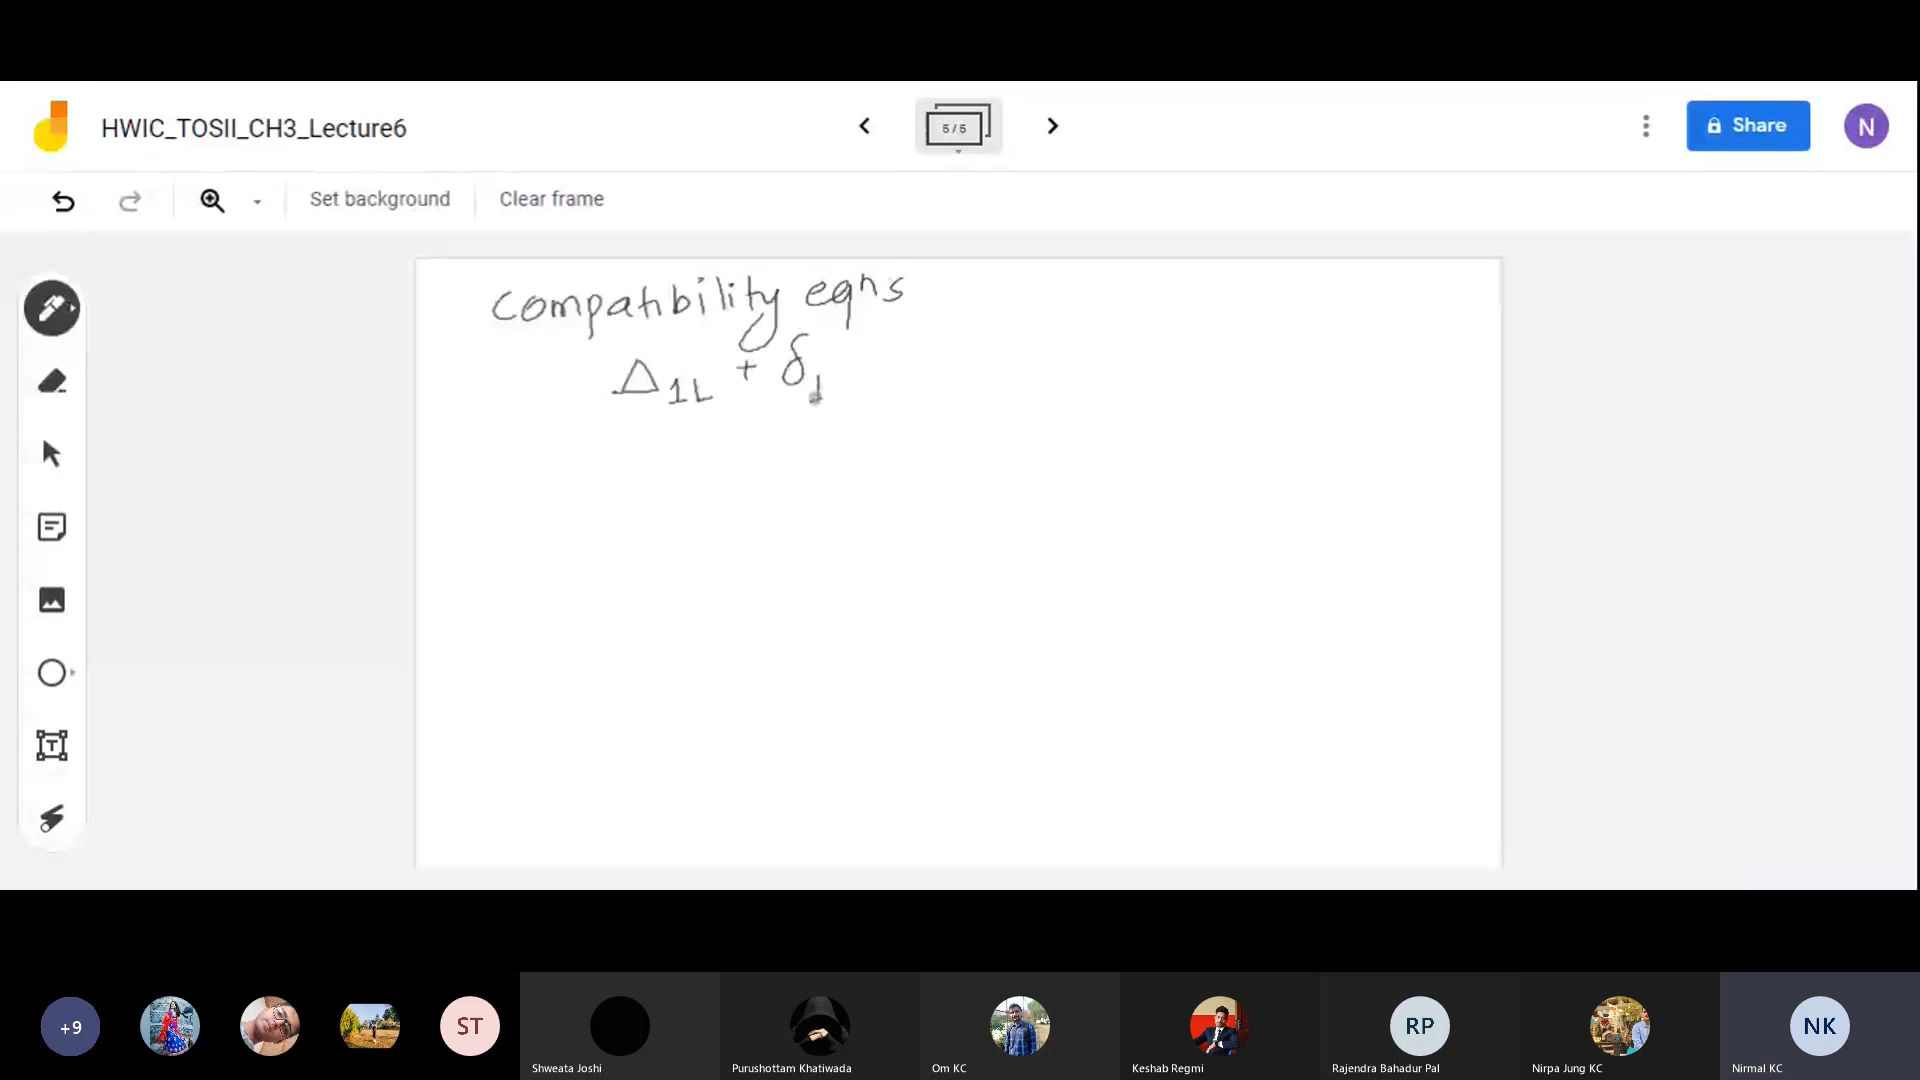 HWIC_TOSII_CH3_Lecture6
5 / 5
Share
N
Set background
Clear frame
compatibility eqns
Δ1L + δ1
T
+9
ST
RP
NK
Shweata Joshi
Purushottam Khatiwada
Om KC
Keshab Regmi
Rajendra Bahadur Pal
Nirpa Jung KC
Nirmal KC